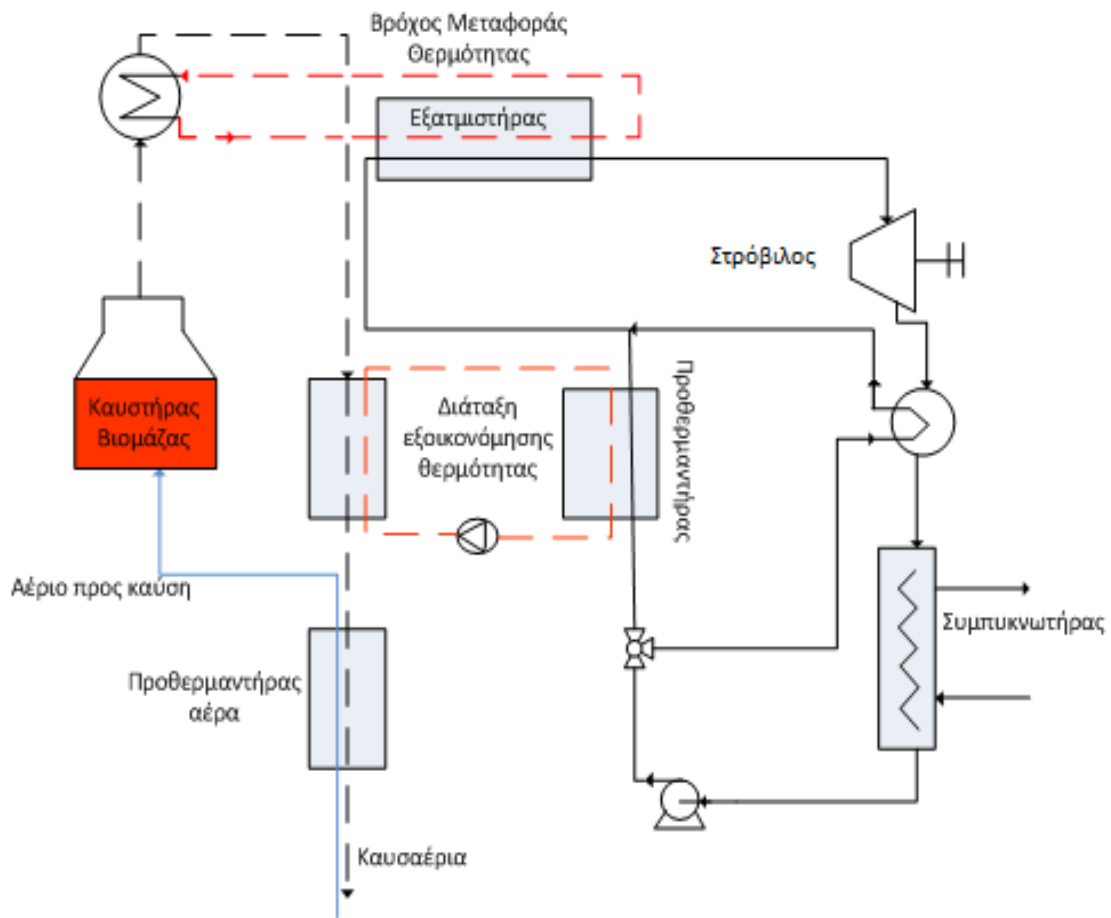 Βρόχος Μεταφοράς
Θερμότητας
Εξατμιστήρας
Στρόβιλος
Καυστήρας
Βιομάζας
Διάταξη
εξοικονόμησης
θερμότητας
Προθερμαντήρας
Αέριο προς καύση
Συμπυκνωτήρας
Προθερμαντήρας
αέρα
Καυσαέρια